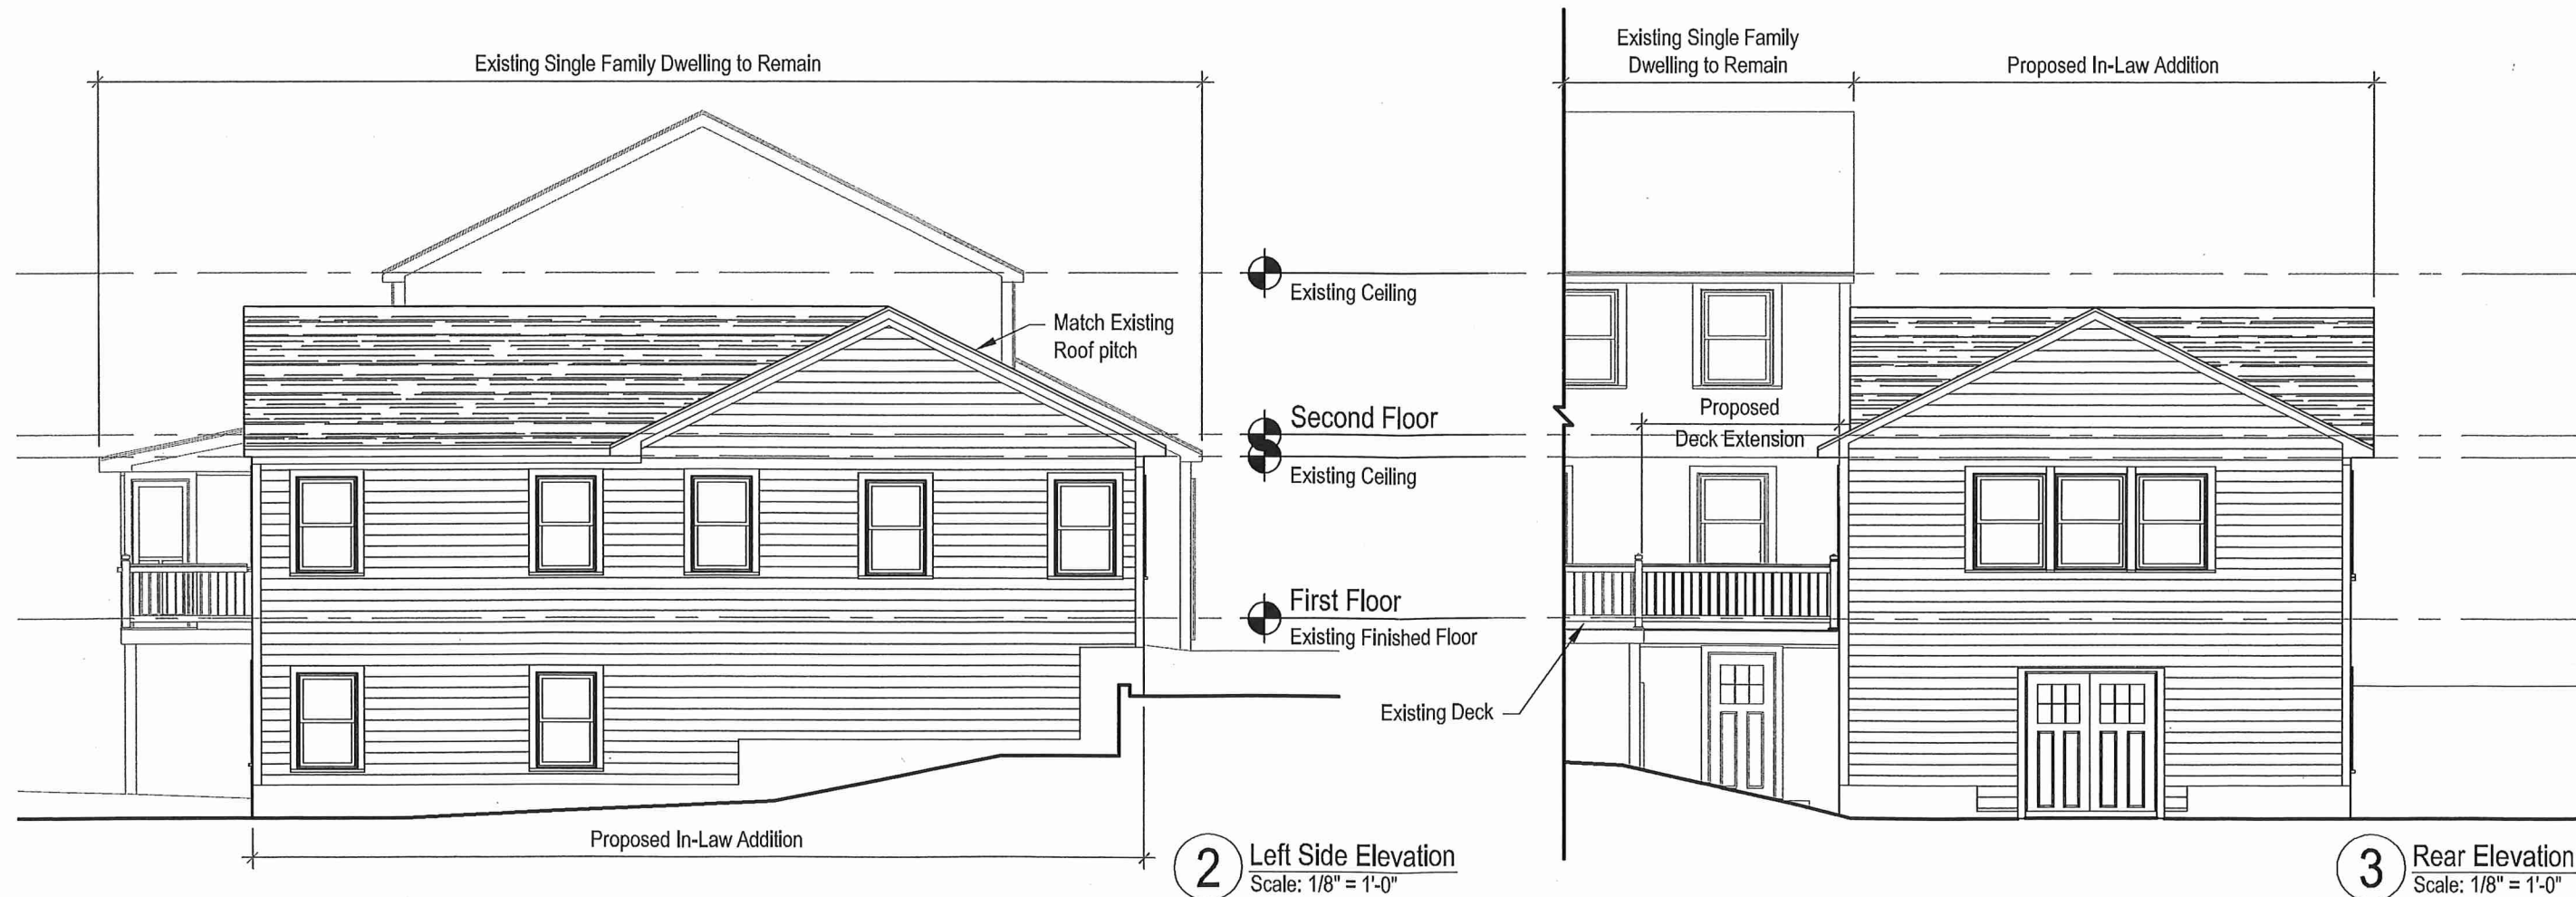 Existing Single Family Dwelling to Remain
Match Existing
Roof pitch
Existing Ceiling
Second Floor
Existing Ceiling
First Floor
Existing Finished Floor
Proposed In-Law Addition
2
Left Side Elevation
Scale: 1/8" = 1'-0"
Existing Single Family
Dwelling to Remain
Proposed In-Law Addition
Proposed
Deck Extension
Existing Deck
3
Rear Elevation
Scale: 1/8" = 1'-0"